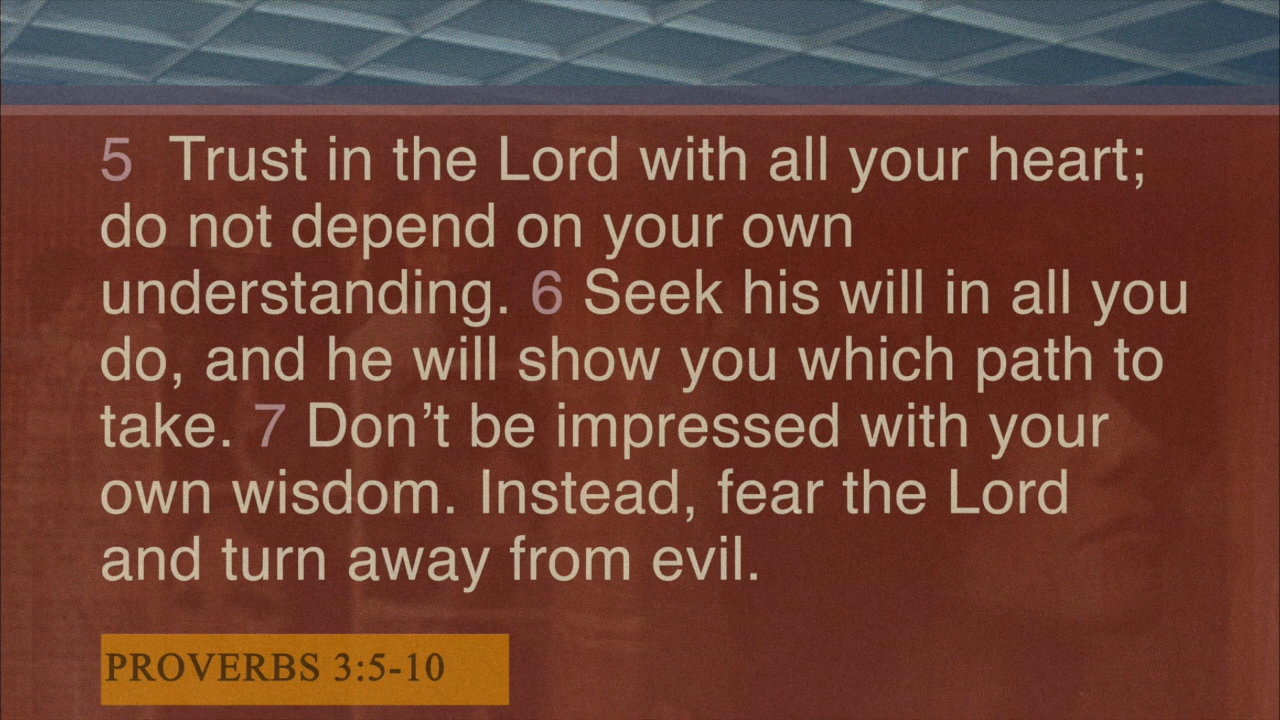 5 Trust in the Lord with all your heart;
do not depend on your own
understanding. 6 Seek his will in all you
do, and he will show you which path to
take. 7 Don’t be impressed with your
own wisdom. Instead, fear the Lord
and turn away from evil.
PROVERBS 3:5-10